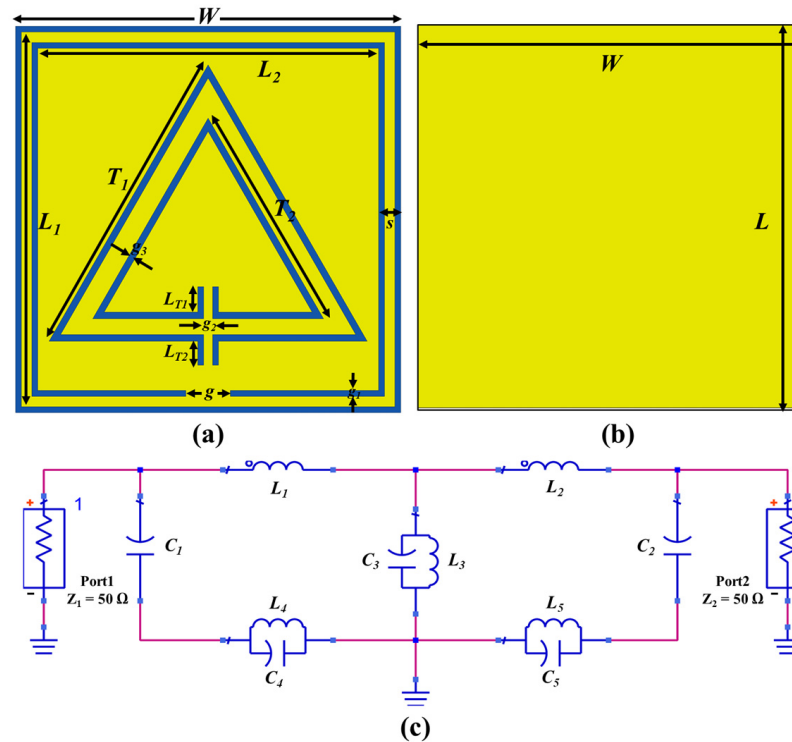 W
L2
T1
T2
L1
s
g3
LT1
g2
LT2
g
g1
(a)
W
L
(b)
+ 1
L1
L2
+
C1
C3
L3
C2
Port1
Z1 = 50 Ω
-
L4
L5
Port2
Z2 = 50 Ω
-
C4
C5
(c)